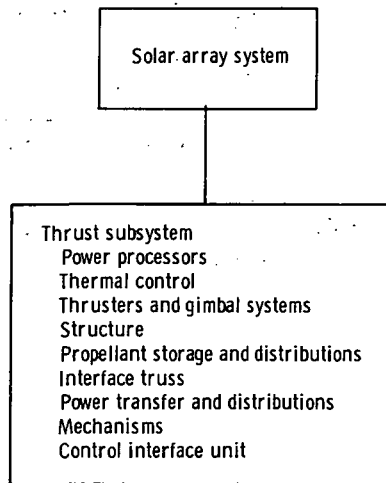 Solar array system
Thrust subsystem
Power processors
Thermal control
Thrusters and gimbal systems
Structure
Propellant storage and distributions
Interface truss
Power transfer and distributions
Mechanisms
Control interface unit